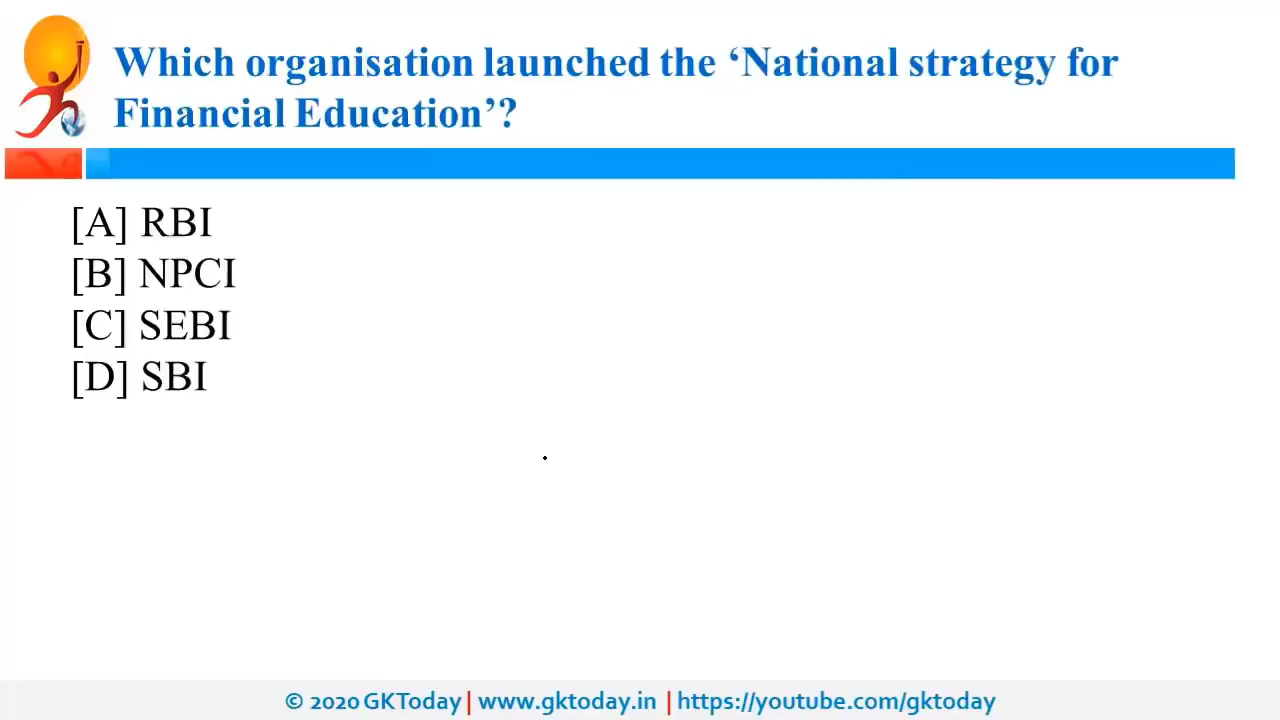 Which organisation launched the ‘National strategy for
Financial Education’?
[A] RBI
[B] NPCI
[C] SEBI
[D] SBI
© 2020 GKToday | www.gktoday.in | https://youtube.com/gktoday